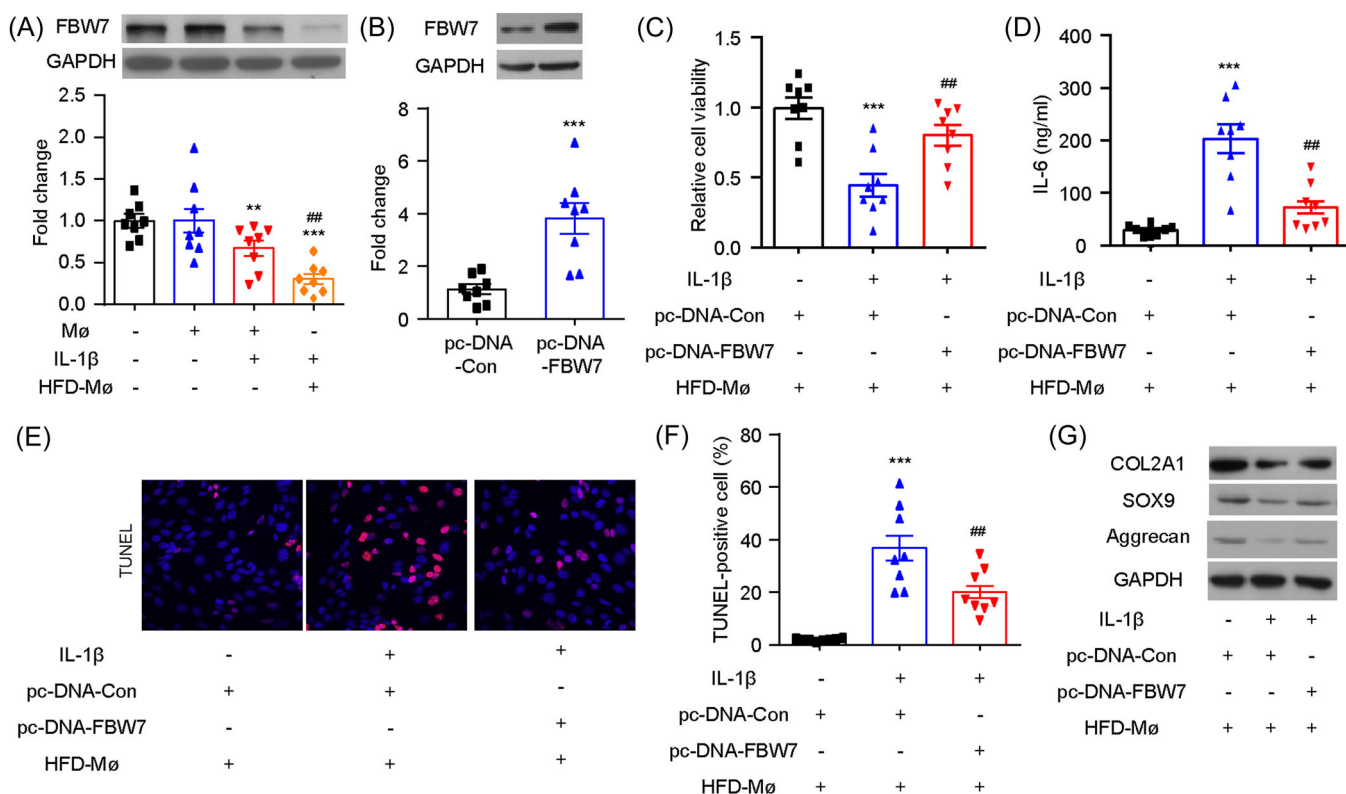 (A)
FBW7
GAPDH
Fold change
2.5
2.0
1.5
1.0
0.5
0.0
**
##
***
Mø - + + -
IL-1β - - + +
HFD-Mø - - - +
(B)
FBW7
GAPDH
Fold change
8
6
4
2
0
***
pc-DNA
-Con
pc-DNA
-FBW7
(C)
Relative cell viability
1.5
1.0
0.5
0.0
***
##
IL-1β - + +
pc-DNA-Con + + -
pc-DNA-FBW7 - - +
HFD-Mø + + +
(D)
IL-6 (ng/ml)
400
300
200
100
0
***
##
IL-1β - + +
pc-DNA-Con + + -
pc-DNA-FBW7 - - +
HFD-Mø + + +
(E)
TUNEL
IL-1β - + +
pc-DNA-Con + + -
pc-DNA-FBW7 - - +
HFD-Mø + + +
(F)
TUNEL-positive cell (%)
80
60
40
20
0
***
##
IL-1β - + +
pc-DNA-Con + + -
pc-DNA-FBW7 - - +
HFD-Mø + + +
(G)
COL2A1
SOX9
Aggrecan
GAPDH
IL-1β - + +
pc-DNA-Con + + -
pc-DNA-FBW7 - - +
HFD-Mø + + +